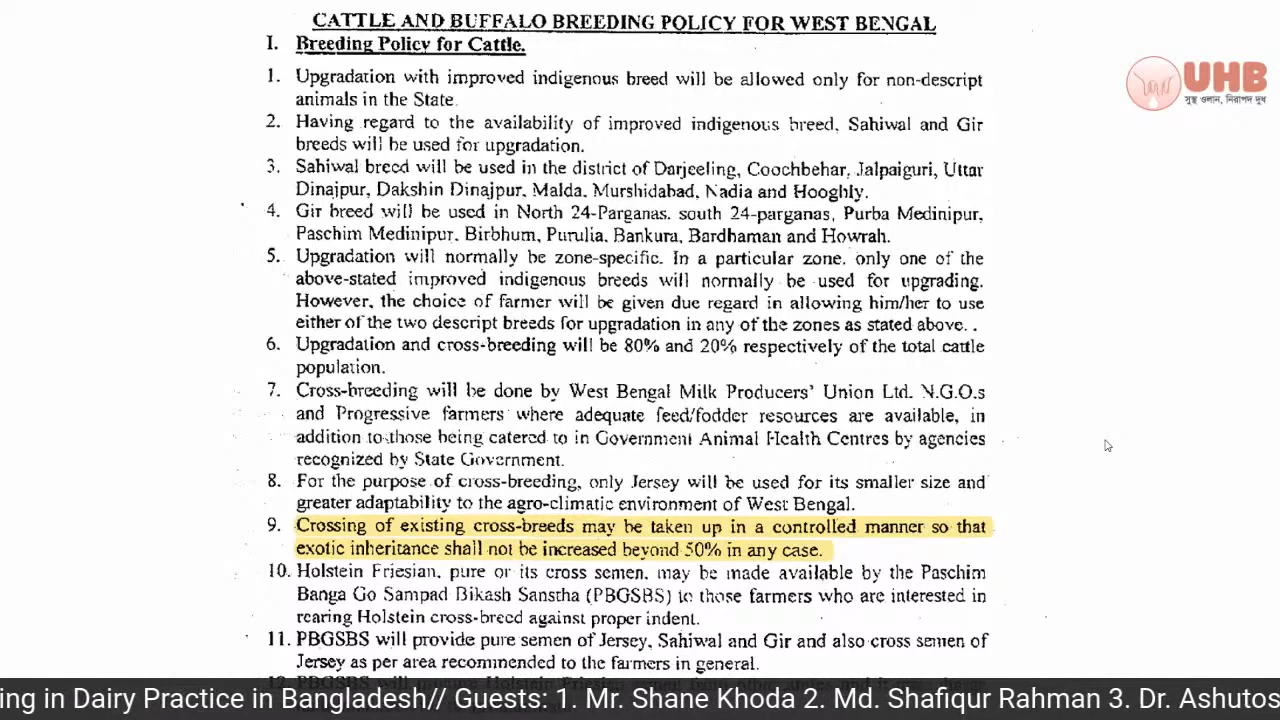 CATTLE AND BUFFALO BREEDING POLICY FOR WEST BENGAL
I. Breeding Policy for Cattle.
1. Upgradation with improved indigenous breed will be allowed only for non-descript
animals in the State.
2. Having regard to the availability of improved indigenous breed, Sahiwal and Gir
breeds will be used for upgradation.
3. Sahiwal breed will be used in the district of Darjeeling, Coochbehar, Jalpaiguri, Uttar
Dinajpur, Dakshin Dinajpur, Malda, Murshidabad, Nadia and Hooghly.
4. Gir breed will be used in North 24-Parganas. south 24-parganas, Purba Medinipur,
Paschim Medinipur. Birbhum, Purulia, Bankura, Bardhaman and Howrah.
5. Upgradation will normally be zone-specific. In a particular zone. only one of the
above-stated improved indigenous breeds will normally be used for upgrading.
However, the choice of farmer will be given due regard in allowing him/her to use
either of the two descript breeds for upgradation in any of the zones as stated above. .
6. Upgradation and cross-breeding will be 80% and 20% respectively of the total cattle
population.
7. Cross-breeding will be done by West Bengal Milk Producers' Union Ltd. N.G.O.s
and Progressive farmers where adequate feed/fodder resources are available, in
addition to those being catered to in Government Animal Health Centres by agencies
recognized by State Government.
8. For the purpose of cross-breeding, only Jersey will be used for its smaller size and
greater adaptability to the agro-climatic environment of West Bengal.
9. Crossing of existing cross-breeds may be taken up in a controlled manner so that
exotic inheritance shall not be increased beyond 50% in any case.
10. Holstein Friesian, pure or its cross semen, may be made available by the Paschim
Banga Go Sampad Bikash Sanstha (PBGSBS) to those farmers who are interested in
rearing Holstein cross-breed against proper indent.
11. PBGSBS will provide pure semen of Jersey, Sahiwal and Gir and also cross semen of
Jersey as per area recommended to the farmers in general.
UHB
সুস্থ ওলান, নিরাপদ দুধ
ing in Dairy Practice in Bangladesh// Guests: 1. Mr. Shane Khoda 2. Md. Shafiqur Rahman 3. Dr. Ashutos